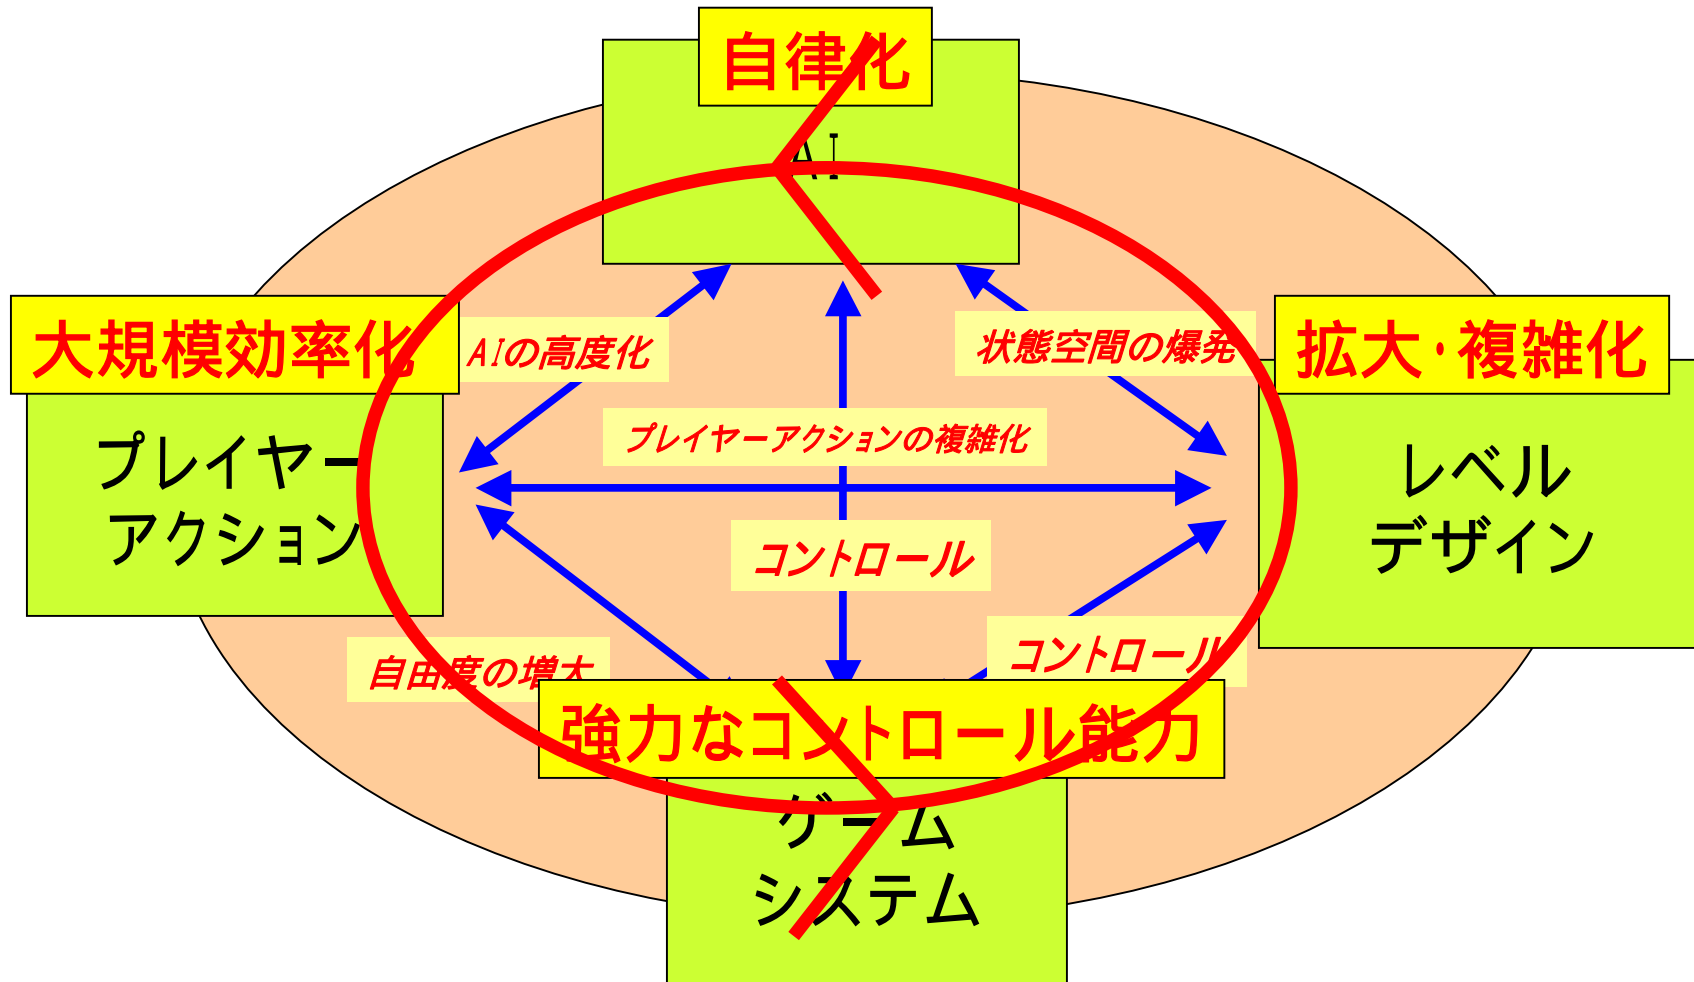 自律化
AI
大規模効率化
AIの高度化
状態空間の爆発
拡大・複雑化
プレイヤーアクションの複雑化
プレイヤー
アクション
レベル
デザイン
コントロール
コントロール
自由度の増大
強力なコントロール能力
ゲーム
システム